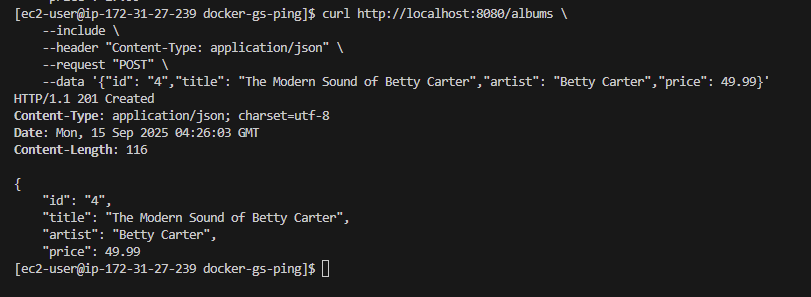 [ec2-user@ip-172-31-27-239 docker-gs-ping]$ curl http://localhost:8080/albums \
    --include \
    --header "Content-Type: application/json" \
    --request "POST" \
    --data '{"id": "4","title": "The Modern Sound of Betty Carter","artist": "Betty Carter","price": 49.99}'
HTTP/1.1 201 Created
Content-Type: application/json; charset=utf-8
Date: Mon, 15 Sep 2025 04:26:03 GMT
Content-Length: 116

{
    "id": "4",
    "title": "The Modern Sound of Betty Carter",
    "artist": "Betty Carter",
    "price": 49.99
[ec2-user@ip-172-31-27-239 docker-gs-ping]$